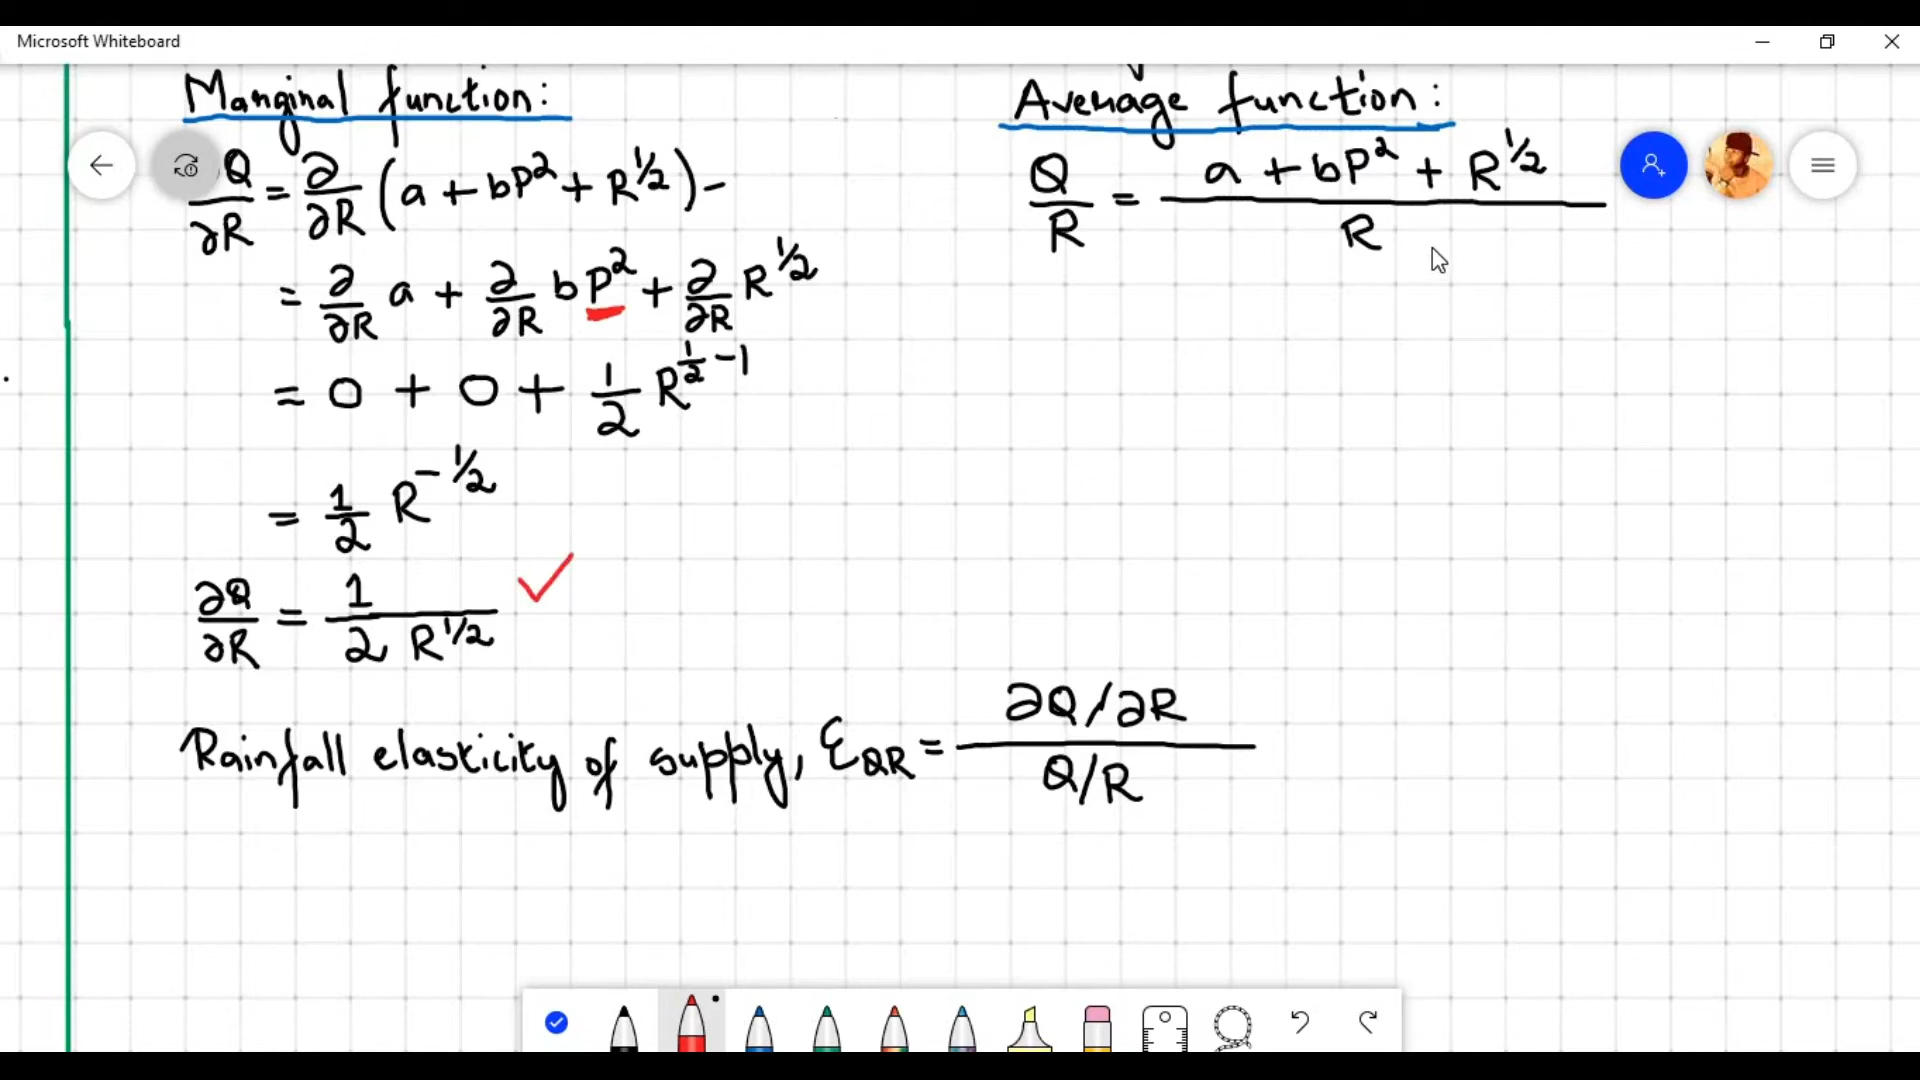 Microsoft Whiteboard
Marginal function:
Q/∂R = ∂/∂R (a + bP² + R^½) -
= ∂/∂R a + ∂/∂R bP² + ∂/∂R R^½
= 0 + 0 + 1/2 R^(1/2 - 1)
= 1/2 R^(-½)
∂Q/∂R = 1/(2 R^½)
Average function:
Q/R = (a + bP² + R^½)/R
Rainfall elasticity of supply, ℰ_QR = (∂Q/∂R)/(Q/R)